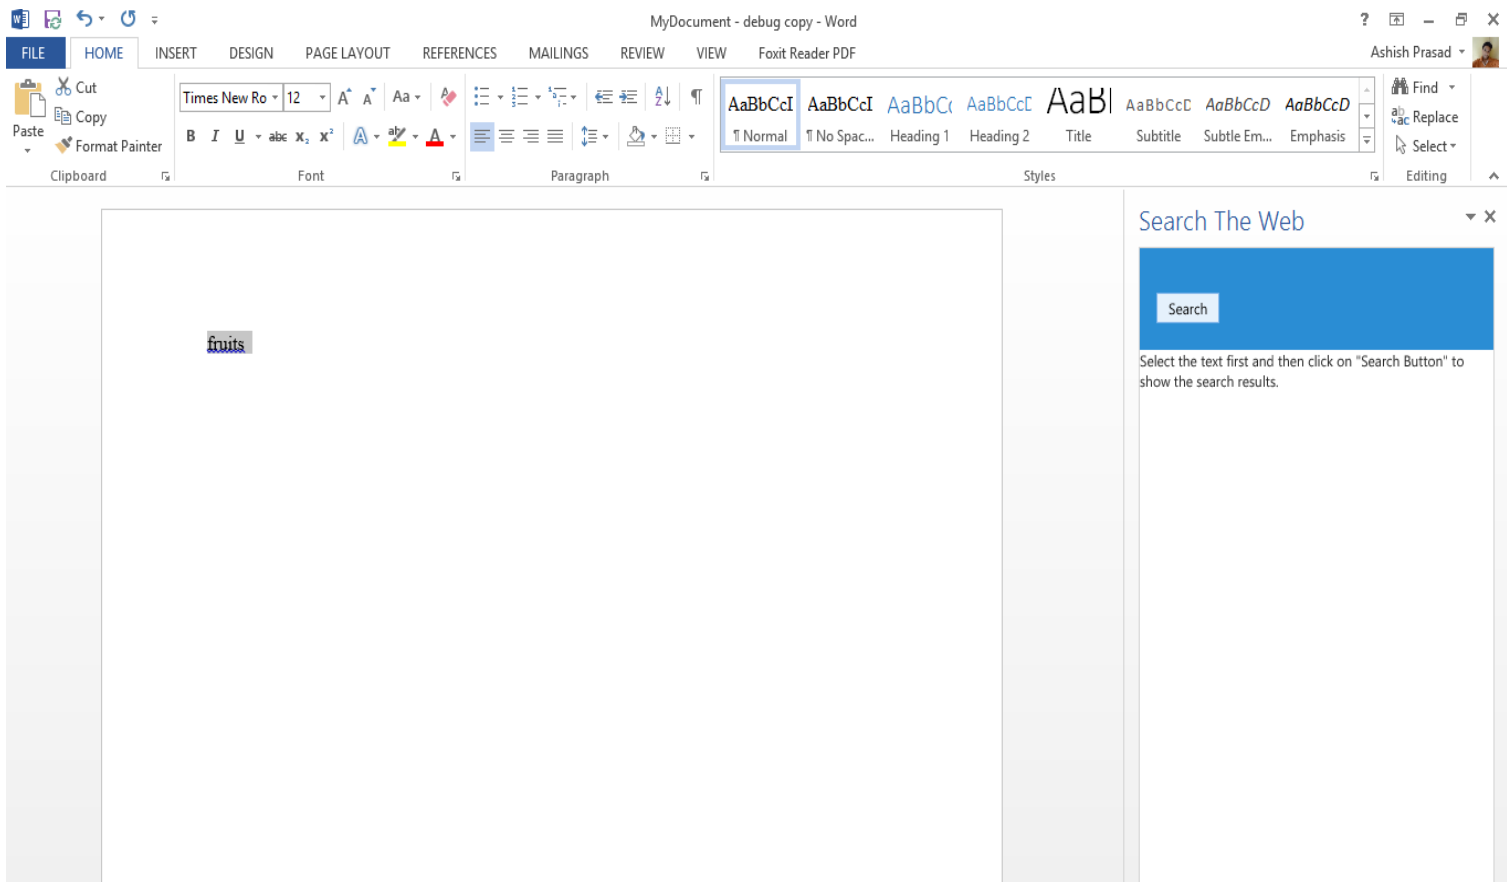 MyDocument - debug copy - Word
?
FILE HOME INSERT DESIGN PAGE LAYOUT REFERENCES MAILINGS REVIEW VIEW Foxit Reader PDF Ashish Prasad
Paste
Cut
Copy
Format Painter
Clipboard
Times New Ro 12 A A Aa
B I U abc X₂ X² A ab A
Font
Paragraph
AaBbCcI AaBbCcI AaBbC AaBbCcC AaB AaBbCcC AaBbCcD AaBbCcD
¶ Normal ¶ No Spac... Heading 1 Heading 2 Title Subtitle Subtle Em... Emphasis
Styles
Find
Replace
Select
Editing
fruits
Search The Web
Search
Select the text first and then click on "Search Button" to
show the search results.